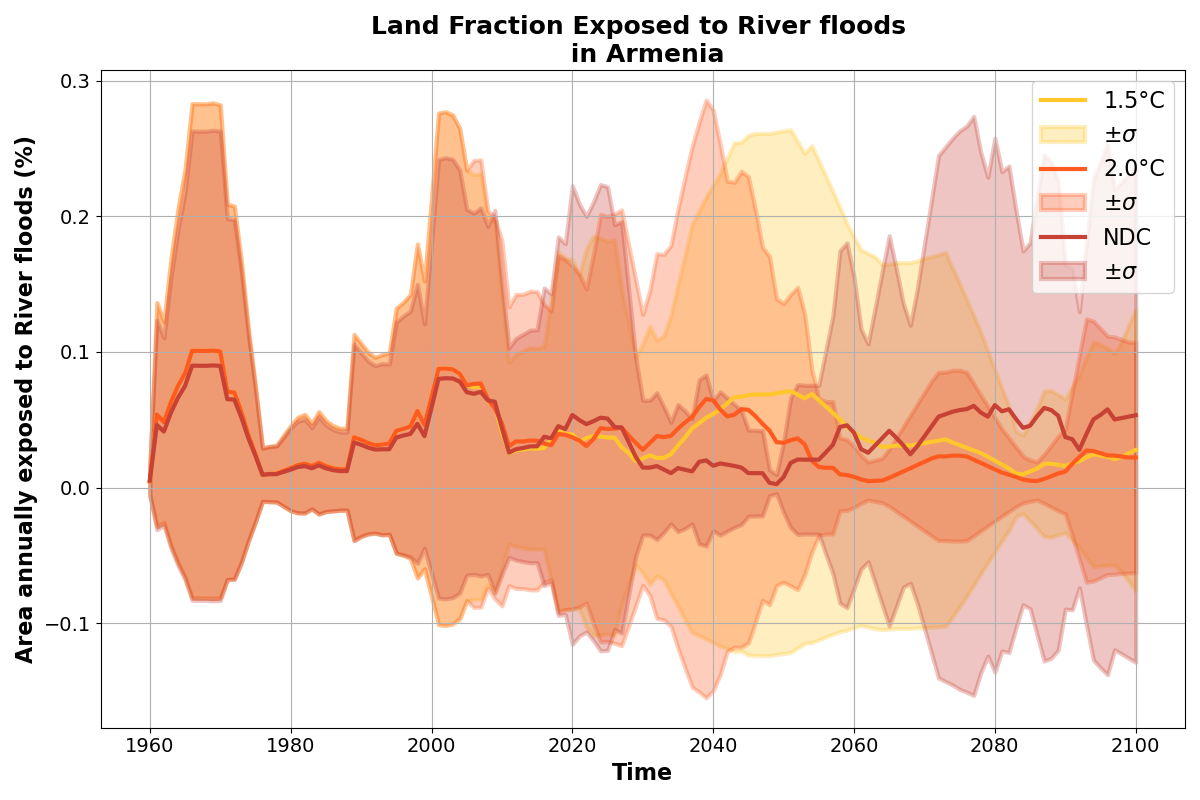 Land Fraction Exposed to River floods
in Armenia
Area annually exposed to River floods (%)
0.3
0.2
0.1
0.0
−0.1
1960
1980
2000
2020
2040
2060
2080
2100
Time
1.5°C
±σ
2.0°C
±σ
NDC
±σ